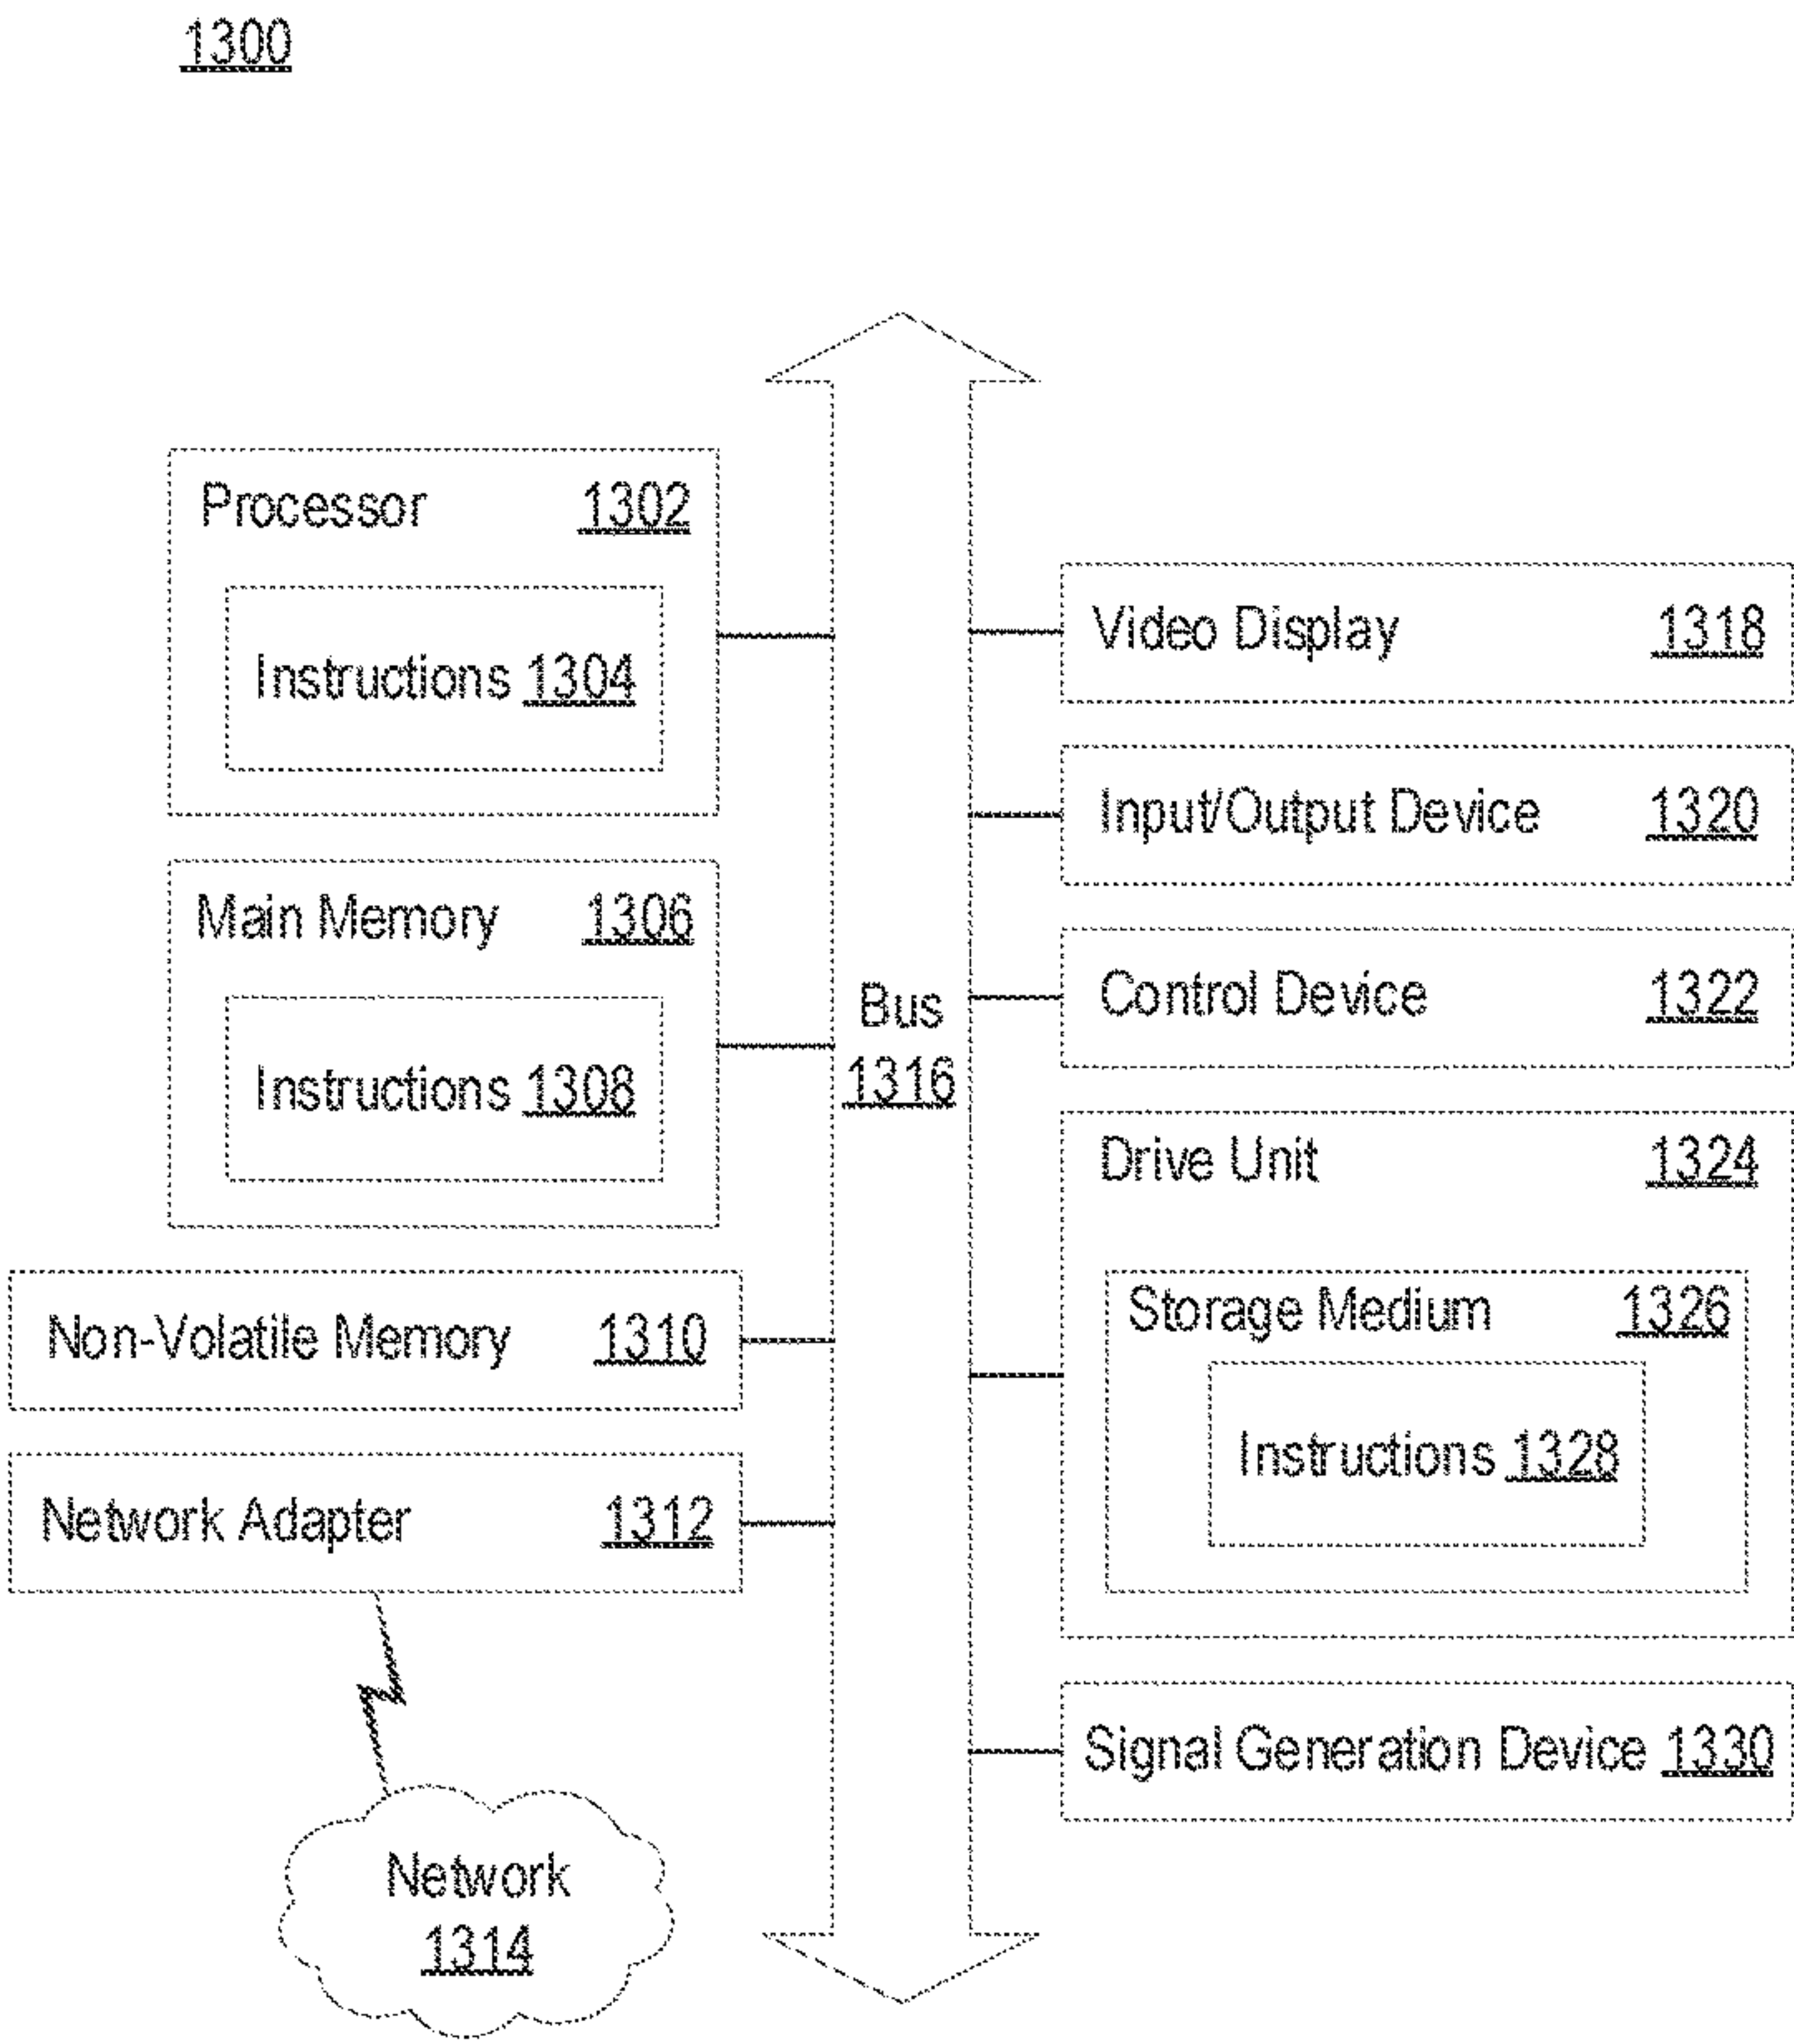 1300
Processor 1302
Instructions 1304
Main Memory 1306
Instructions 1308
Non-Volatile Memory 1310
Network Adapter 1312
Network
1314
Bus
1316
Video Display 1318
Input/Output Device 1320
Control Device 1322
Drive Unit 1324
Storage Medium 1326
Instructions 1328
Signal Generation Device 1330